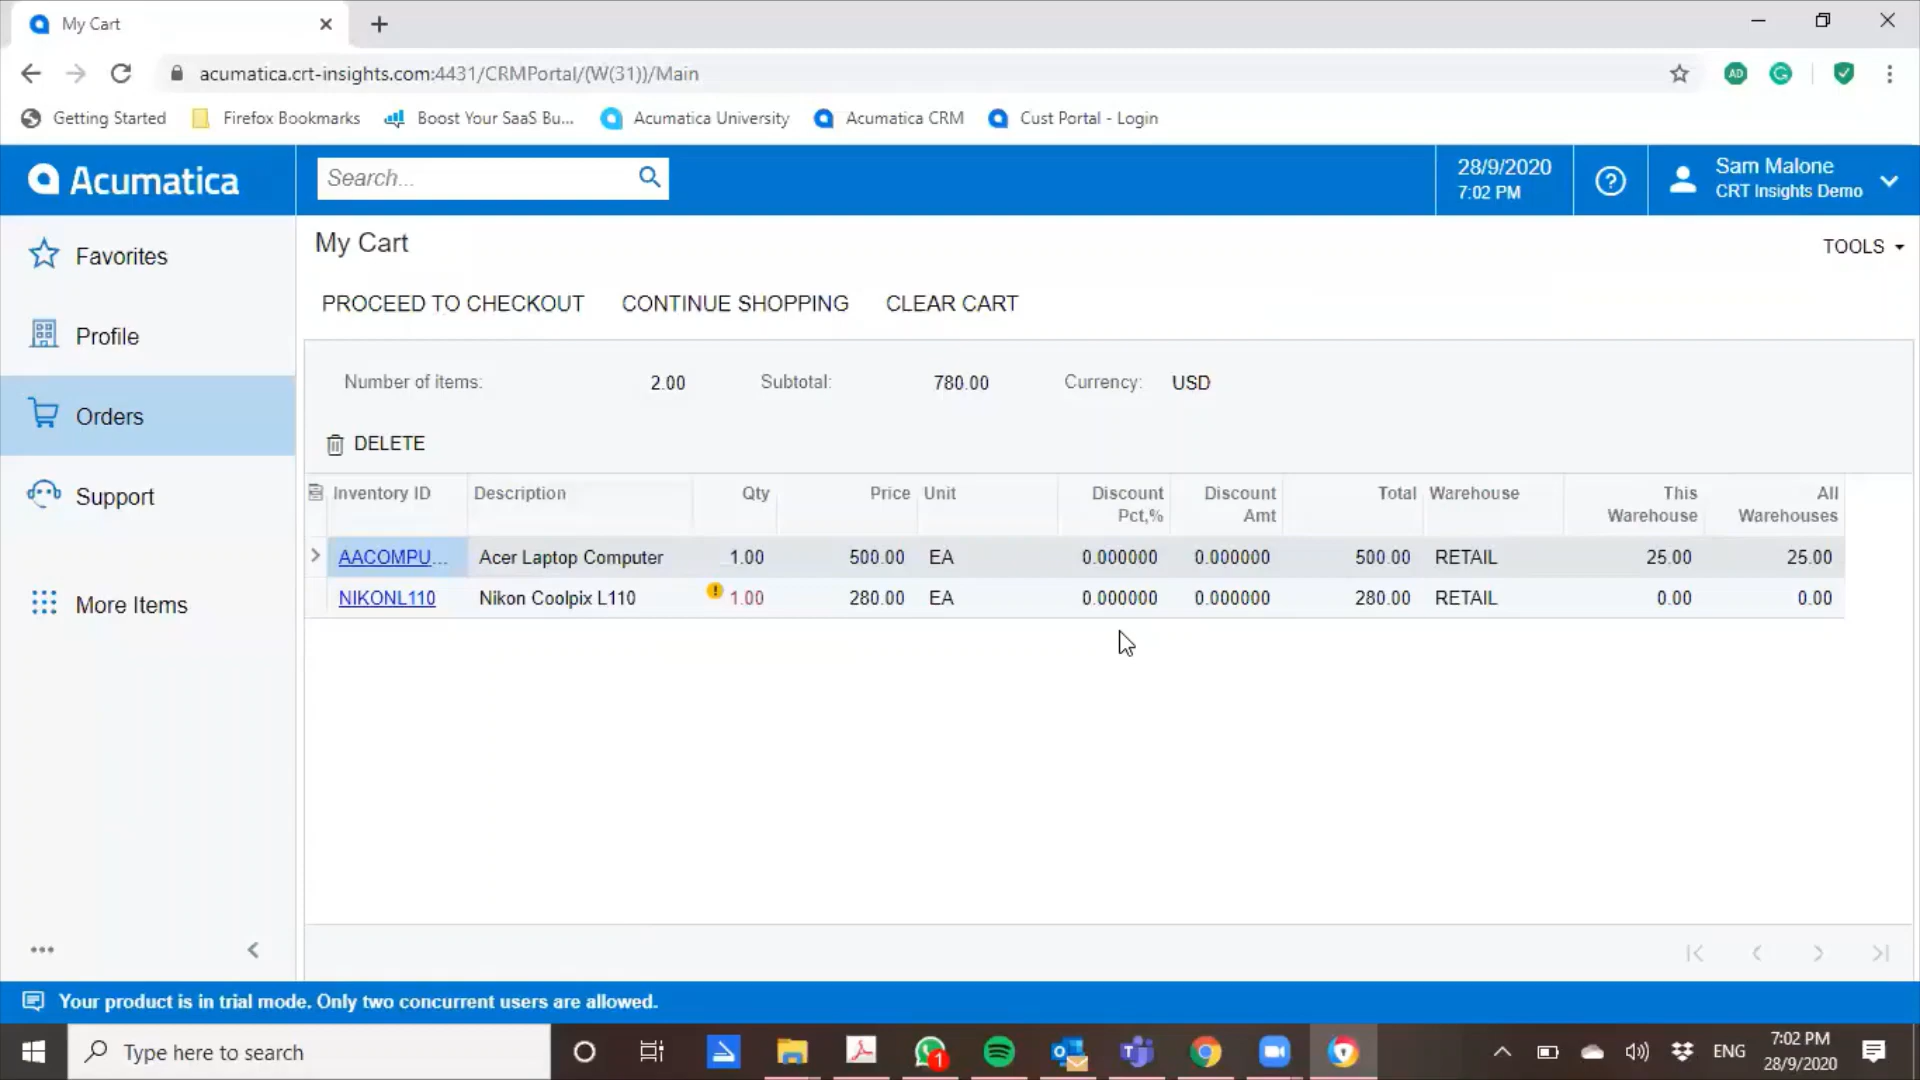 My Cart
acumatica.crt-insights.com:4431/CRMPortal/(W(31))/Main
AD
Getting Started
Firefox Bookmarks
Boost Your SaaS Bu...
Acumatica University
Acumatica CRM
Cust Portal - Login
Acumatica
Search...
28/9/2020
7:02 PM
Sam Malone
CRT Insights Demo
Favorites
Profile
Orders
Support
More Items
My Cart
TOOLS
PROCEED TO CHECKOUT CONTINUE SHOPPING CLEAR CART
Number of items: 2.00 Subtotal: 780.00 Currency: USD
DELETE
Inventory ID Description Qty Price Unit Discount Pct,% Discount Amt Total Warehouse This Warehouse All Warehouses
AACOMPU... Acer Laptop Computer 1.00 500.00 EA 0.000000 0.000000 500.00 RETAIL 25.00 25.00
NIKONL110 Nikon Coolpix L110 1.00 280.00 EA 0.000000 0.000000 280.00 RETAIL 0.00 0.00
Your product is in trial mode. Only two concurrent users are allowed.
Type here to search
1
ENG
7:02 PM
28/9/2020